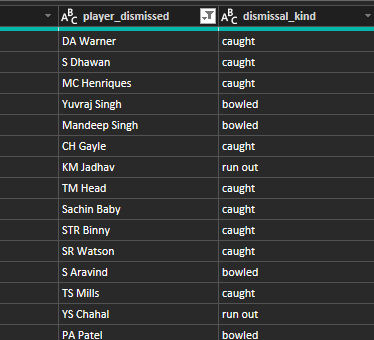 ABC player_dismissed ABC dismissal_kind
DA Warner caught
S Dhawan caught
MC Henriques caught
Yuvraj Singh bowled
Mandeep Singh bowled
CH Gayle caught
KM Jadhav run out
TM Head caught
Sachin Baby caught
STR Binny caught
SR Watson caught
S Aravind bowled
TS Mills caught
YS Chahal run out
PA Patel bowled